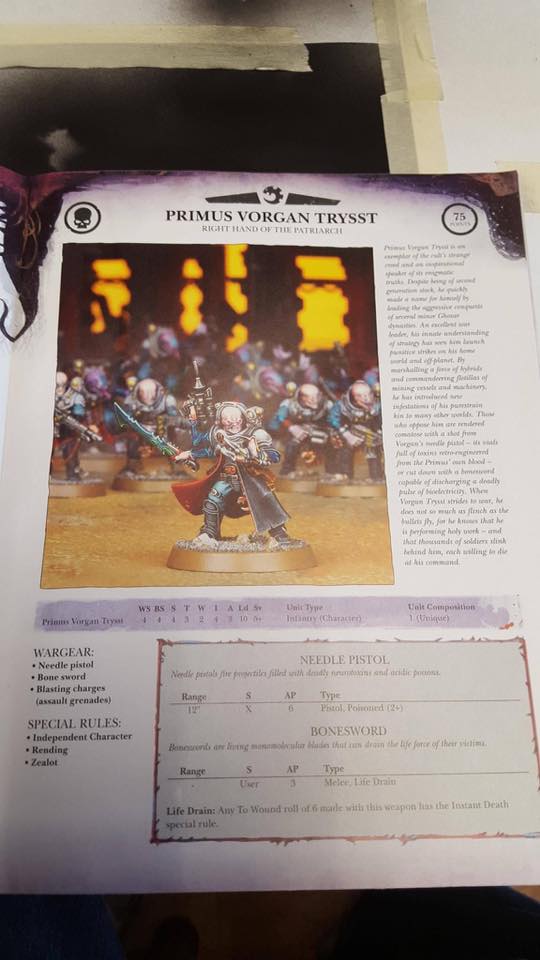 PRIMUS VORGAN TRYSST
RIGHT HAND OF THE PATRIARCH
75
POINTS
Primus Vorgan Trysst is an
exemplar of the cult's strange
creed and an inspirational
speaker of its enigmatic
truths. Despite being of second
generation stock, he quickly
made a name for himself by
leading the aggressive conquests
of several minor Ghosar
dynasties. An excellent war
leader, his innate understanding
of strategy has seen him launch
punitive strikes on his home
world and off-planet. By
marshalling a force of hybrids
and commandeering flotillas of
mining vessels and machinery,
he has introduced new
infestations of his purestrain
kin to many other worlds. Those
who oppose him are rendered
comatose with a shot from
Vorgan's needle pistol – its vials
full of toxins retro-engineered
from the Primus' own blood –
or cut down with a bonesword
capable of discharging a deadly
pulse of bioelectricity. When
Vorgan Trysst strides to war, he
does not so much as flinch as the
bullets fly, for he knows that he
is performing holy work – and
that thousands of soldiers slink
behind him, each willing to die
at his command.
WS BS S T W I A Ld Sv Unit Type Unit Composition
Primus Vorgan Trysst 4 4 4 3 2 4 3 10 5+ Infantry (Character) 1 (Unique)
WARGEAR:
• Needle pistol
• Bone sword
• Blasting charges
(assault grenades)
SPECIAL RULES:
• Independent Character
• Rending
• Zealot
NEEDLE PISTOL
Needle pistols fire projectiles filled with deadly neurotoxins and acidic poisons.
Range S AP Type
12" X 6 Pistol, Poisoned (2+)
BONESWORD
Boneswords are living monomolecular blades that can drain the life force of their victims.
Range S AP Type
- User 3 Melee, Life Drain
Life Drain: Any To Wound roll of 6 made with this weapon has the Instant Death
special rule.